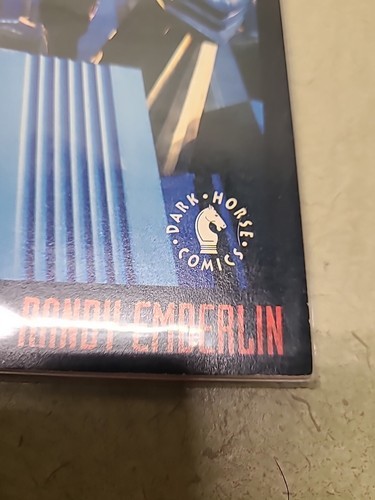 DARK • HORSE
COMICS
RANDY EMBERLIN